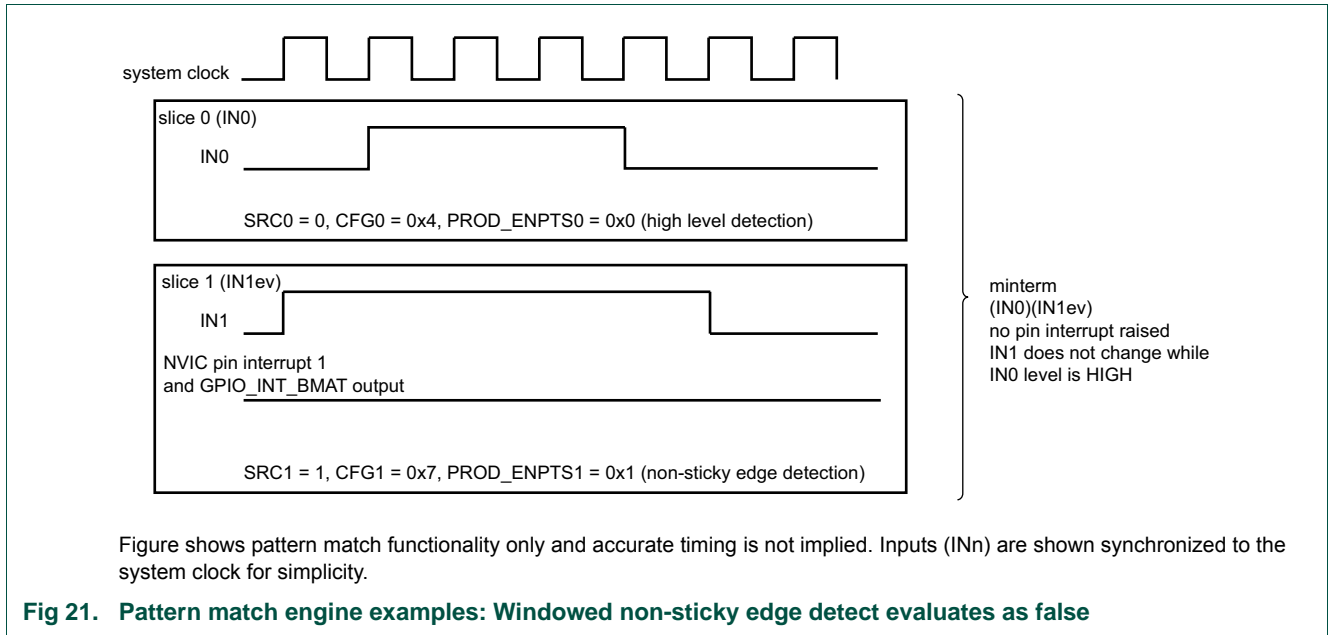 system clock
slice 0 (IN0)
IN0
SRC0 = 0, CFG0 = 0x4, PROD_ENPTS0 = 0x0 (high level detection)
slice 1 (IN1ev)
IN1
NVIC pin interrupt 1
and GPIO_INT_BMAT output
SRC1 = 1, CFG1 = 0x7, PROD_ENPTS1 = 0x1 (non-sticky edge detection)
minterm
(IN0)(IN1ev)
no pin interrupt raised
IN1 does not change while
IN0 level is HIGH
Figure shows pattern match functionality only and accurate timing is not implied. Inputs (INn) are shown synchronized to the
system clock for simplicity.
Fig 21. Pattern match engine examples: Windowed non-sticky edge detect evaluates as false